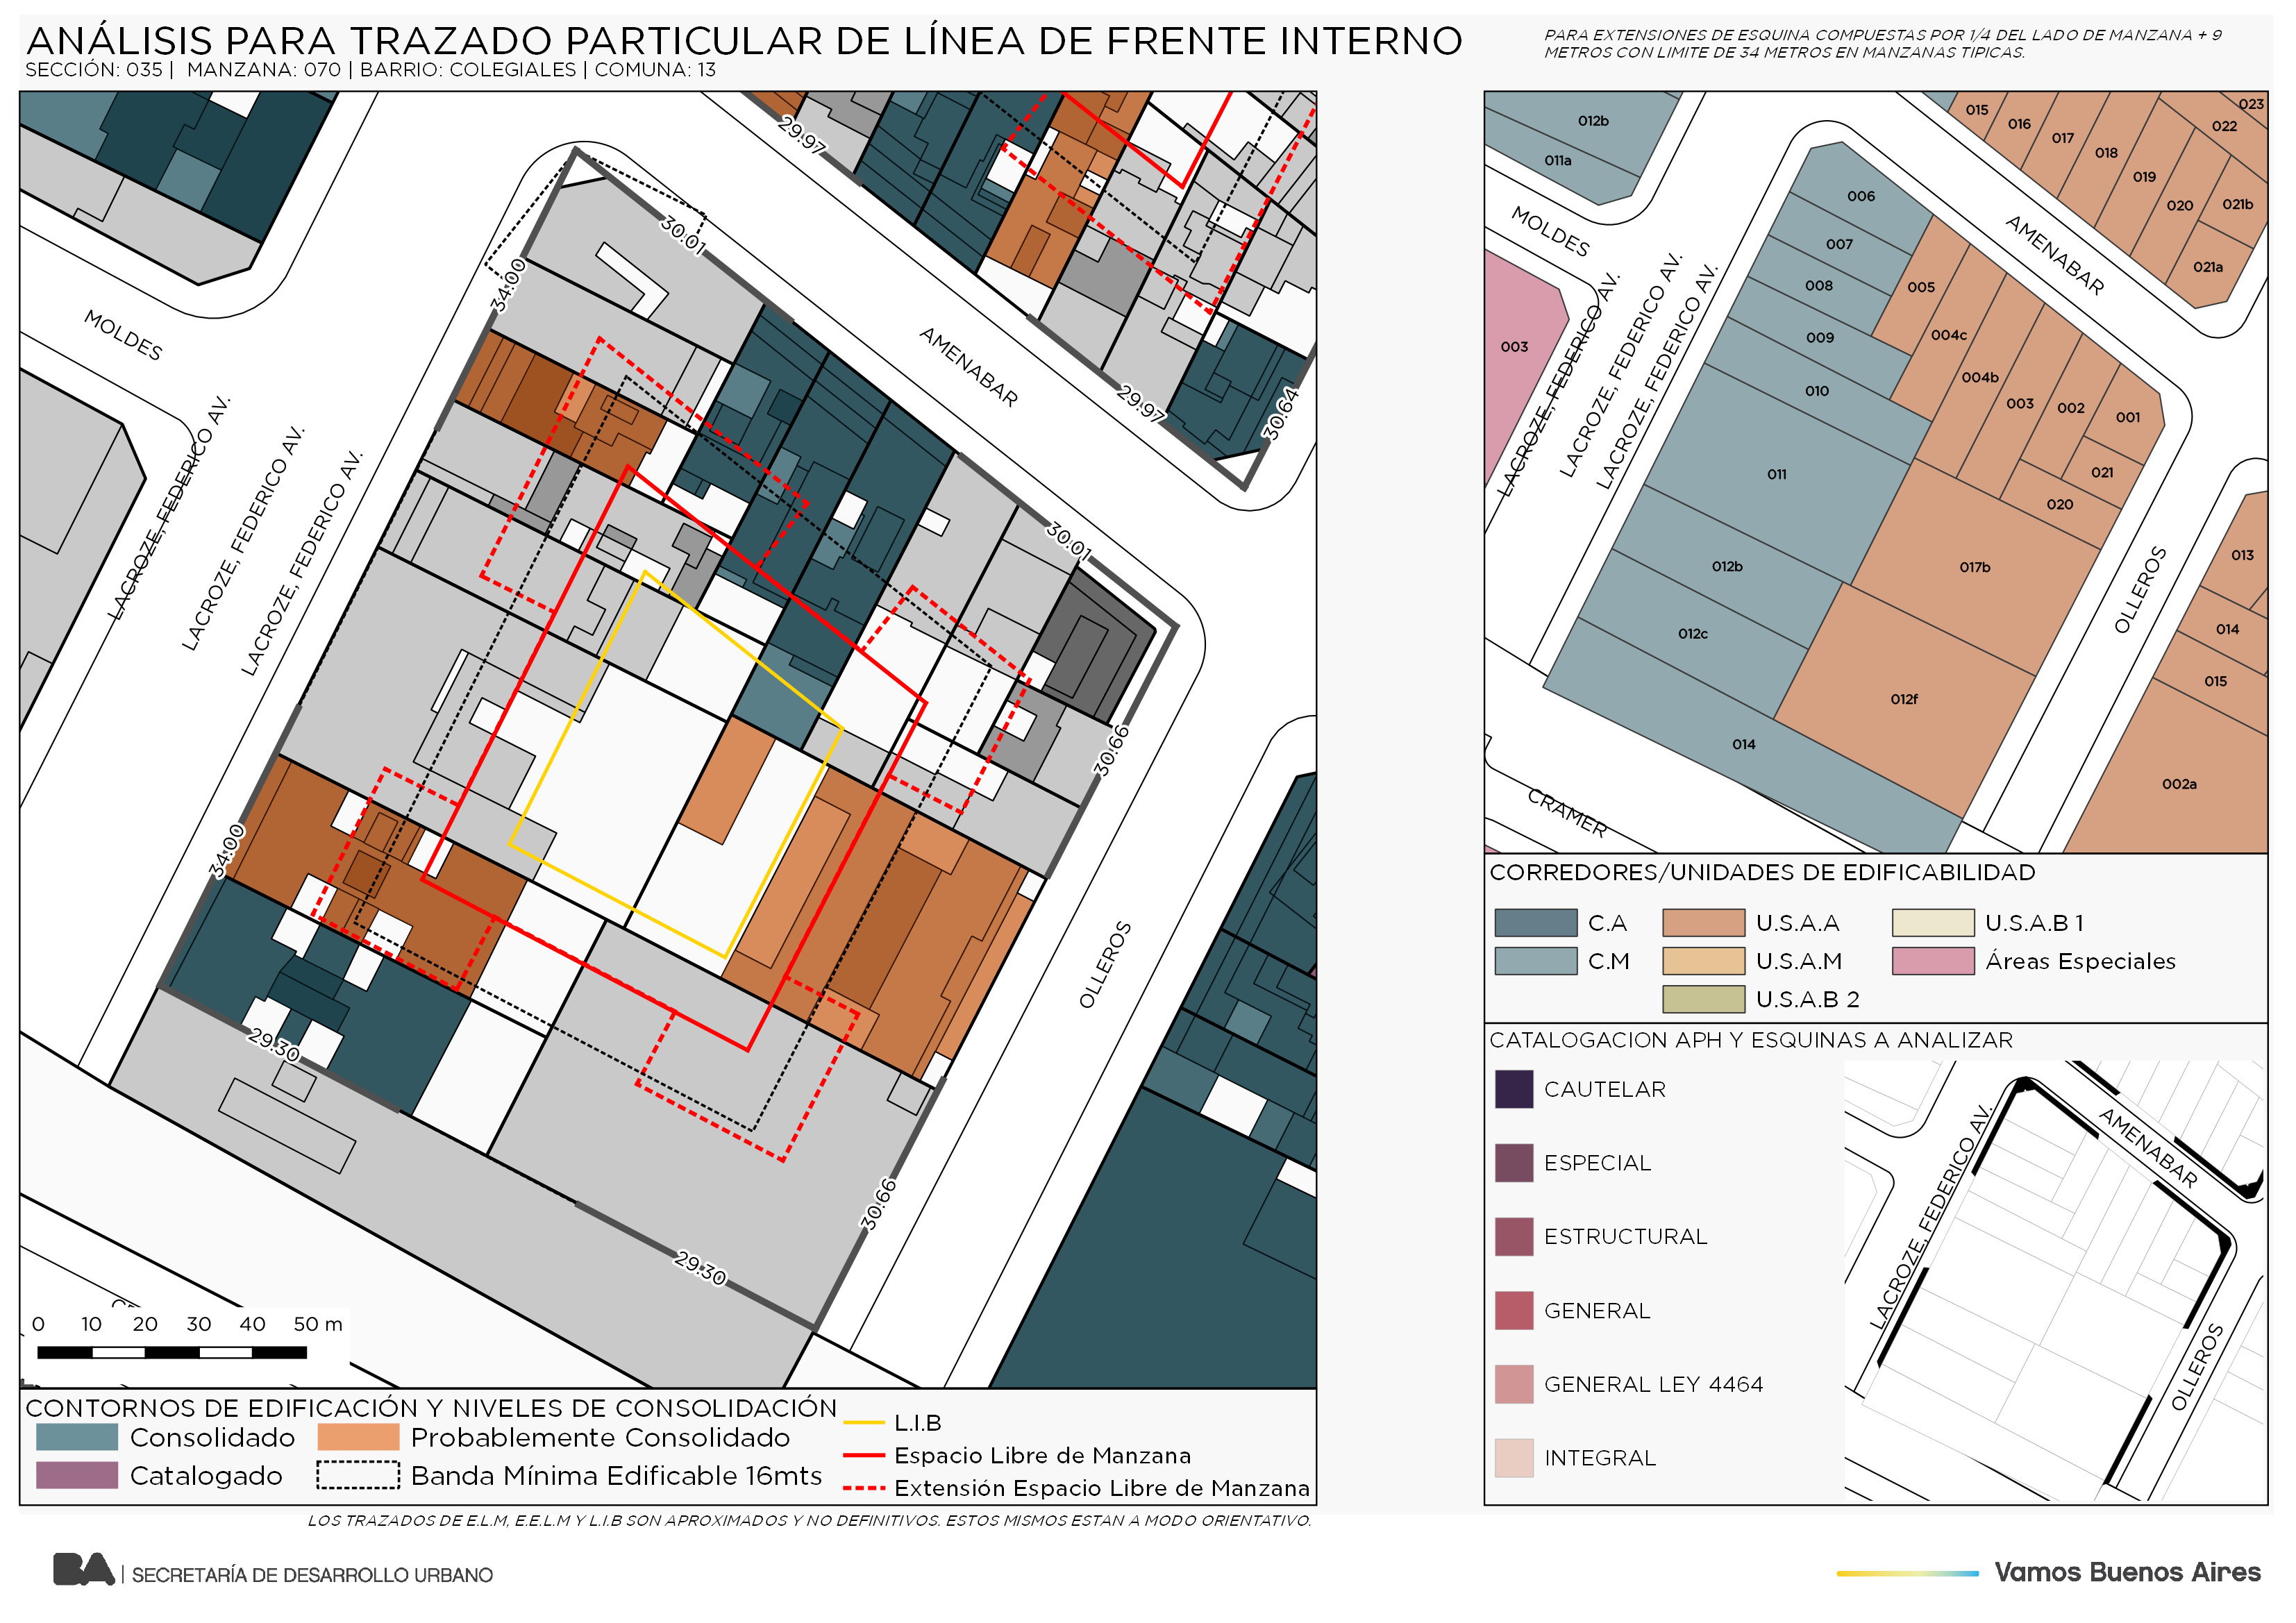 ANÁLISIS PARA TRAZADO PARTICULAR DE LÍNEA DE FRENTE INTERNO
SECCIÓN: 035 | MANZANA: 070 | BARRIO: COLEGIALES | COMUNA: 13
PARA EXTENSIONES DE ESQUINA COMPUESTAS POR 1/4 DEL LADO DE MANZANA + 9
METROS CON LIMITE DE 34 METROS EN MANZANAS TIPICAS.
29.97
30.01
34.00
MOLDES
AMENABAR
29.97
30.64
LACROZE, FEDERICO AV.
LACROZE, FEDERICO AV.
LACROZE, FEDERICO AV.
30.01
30.66
34.00
OLLEROS
29.30
30.66
29.30
0 10 20 30 40 50 m
CONTORNOS DE EDIFICACIÓN Y NIVELES DE CONSOLIDACIÓN
Consolidado
Probablemente Consolidado
Catalogado
Banda Mínima Edificable 16mts
L.I.B
Espacio Libre de Manzana
Extensión Espacio Libre de Manzana
LOS TRAZADOS DE E.L.M, E.E.L.M Y L.I.B SON APROXIMADOS Y NO DEFINITIVOS. ESTOS MISMOS ESTAN A MODO ORIENTATIVO.
012b
011a
015
016
017
018
019
020
021a
021b
022
023
MOLDES
AMENABAR
003
LACROZE, FEDERICO AV.
LACROZE, FEDERICO AV.
LACROZE, FEDERICO AV.
006
007
008
009
010
005
004c
004b
003
002
001
021
020
011
012b
012c
017b
012f
014
OLLEROS
013
014
015
002a
CRAMER
CORREDORES/UNIDADES DE EDIFICABILIDAD
C.A
U.S.A.A
U.S.A.B 1
C.M
U.S.A.M
Áreas Especiales
U.S.A.B 2
CATALOGACION APH Y ESQUINAS A ANALIZAR
CAUTELAR
ESPECIAL
ESTRUCTURAL
GENERAL
GENERAL LEY 4464
INTEGRAL
AMENABAR
LACROZE, FEDERICO AV.
OLLEROS
BA | SECRETARÍA DE DESARROLLO URBANO
Vamos Buenos Aires